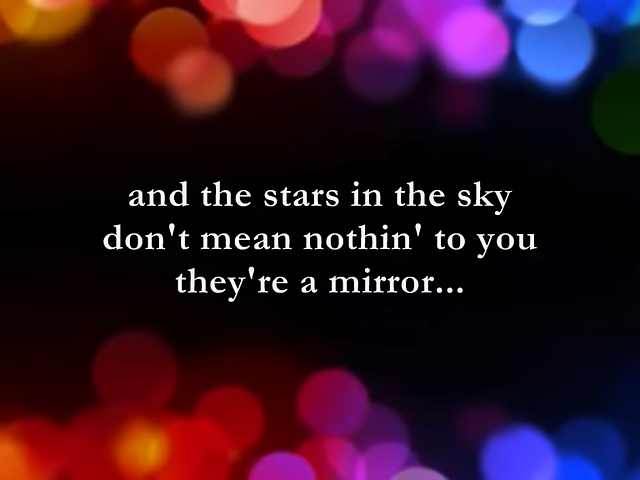 and the stars in the sky
don't mean nothin' to you
they're a mirror...